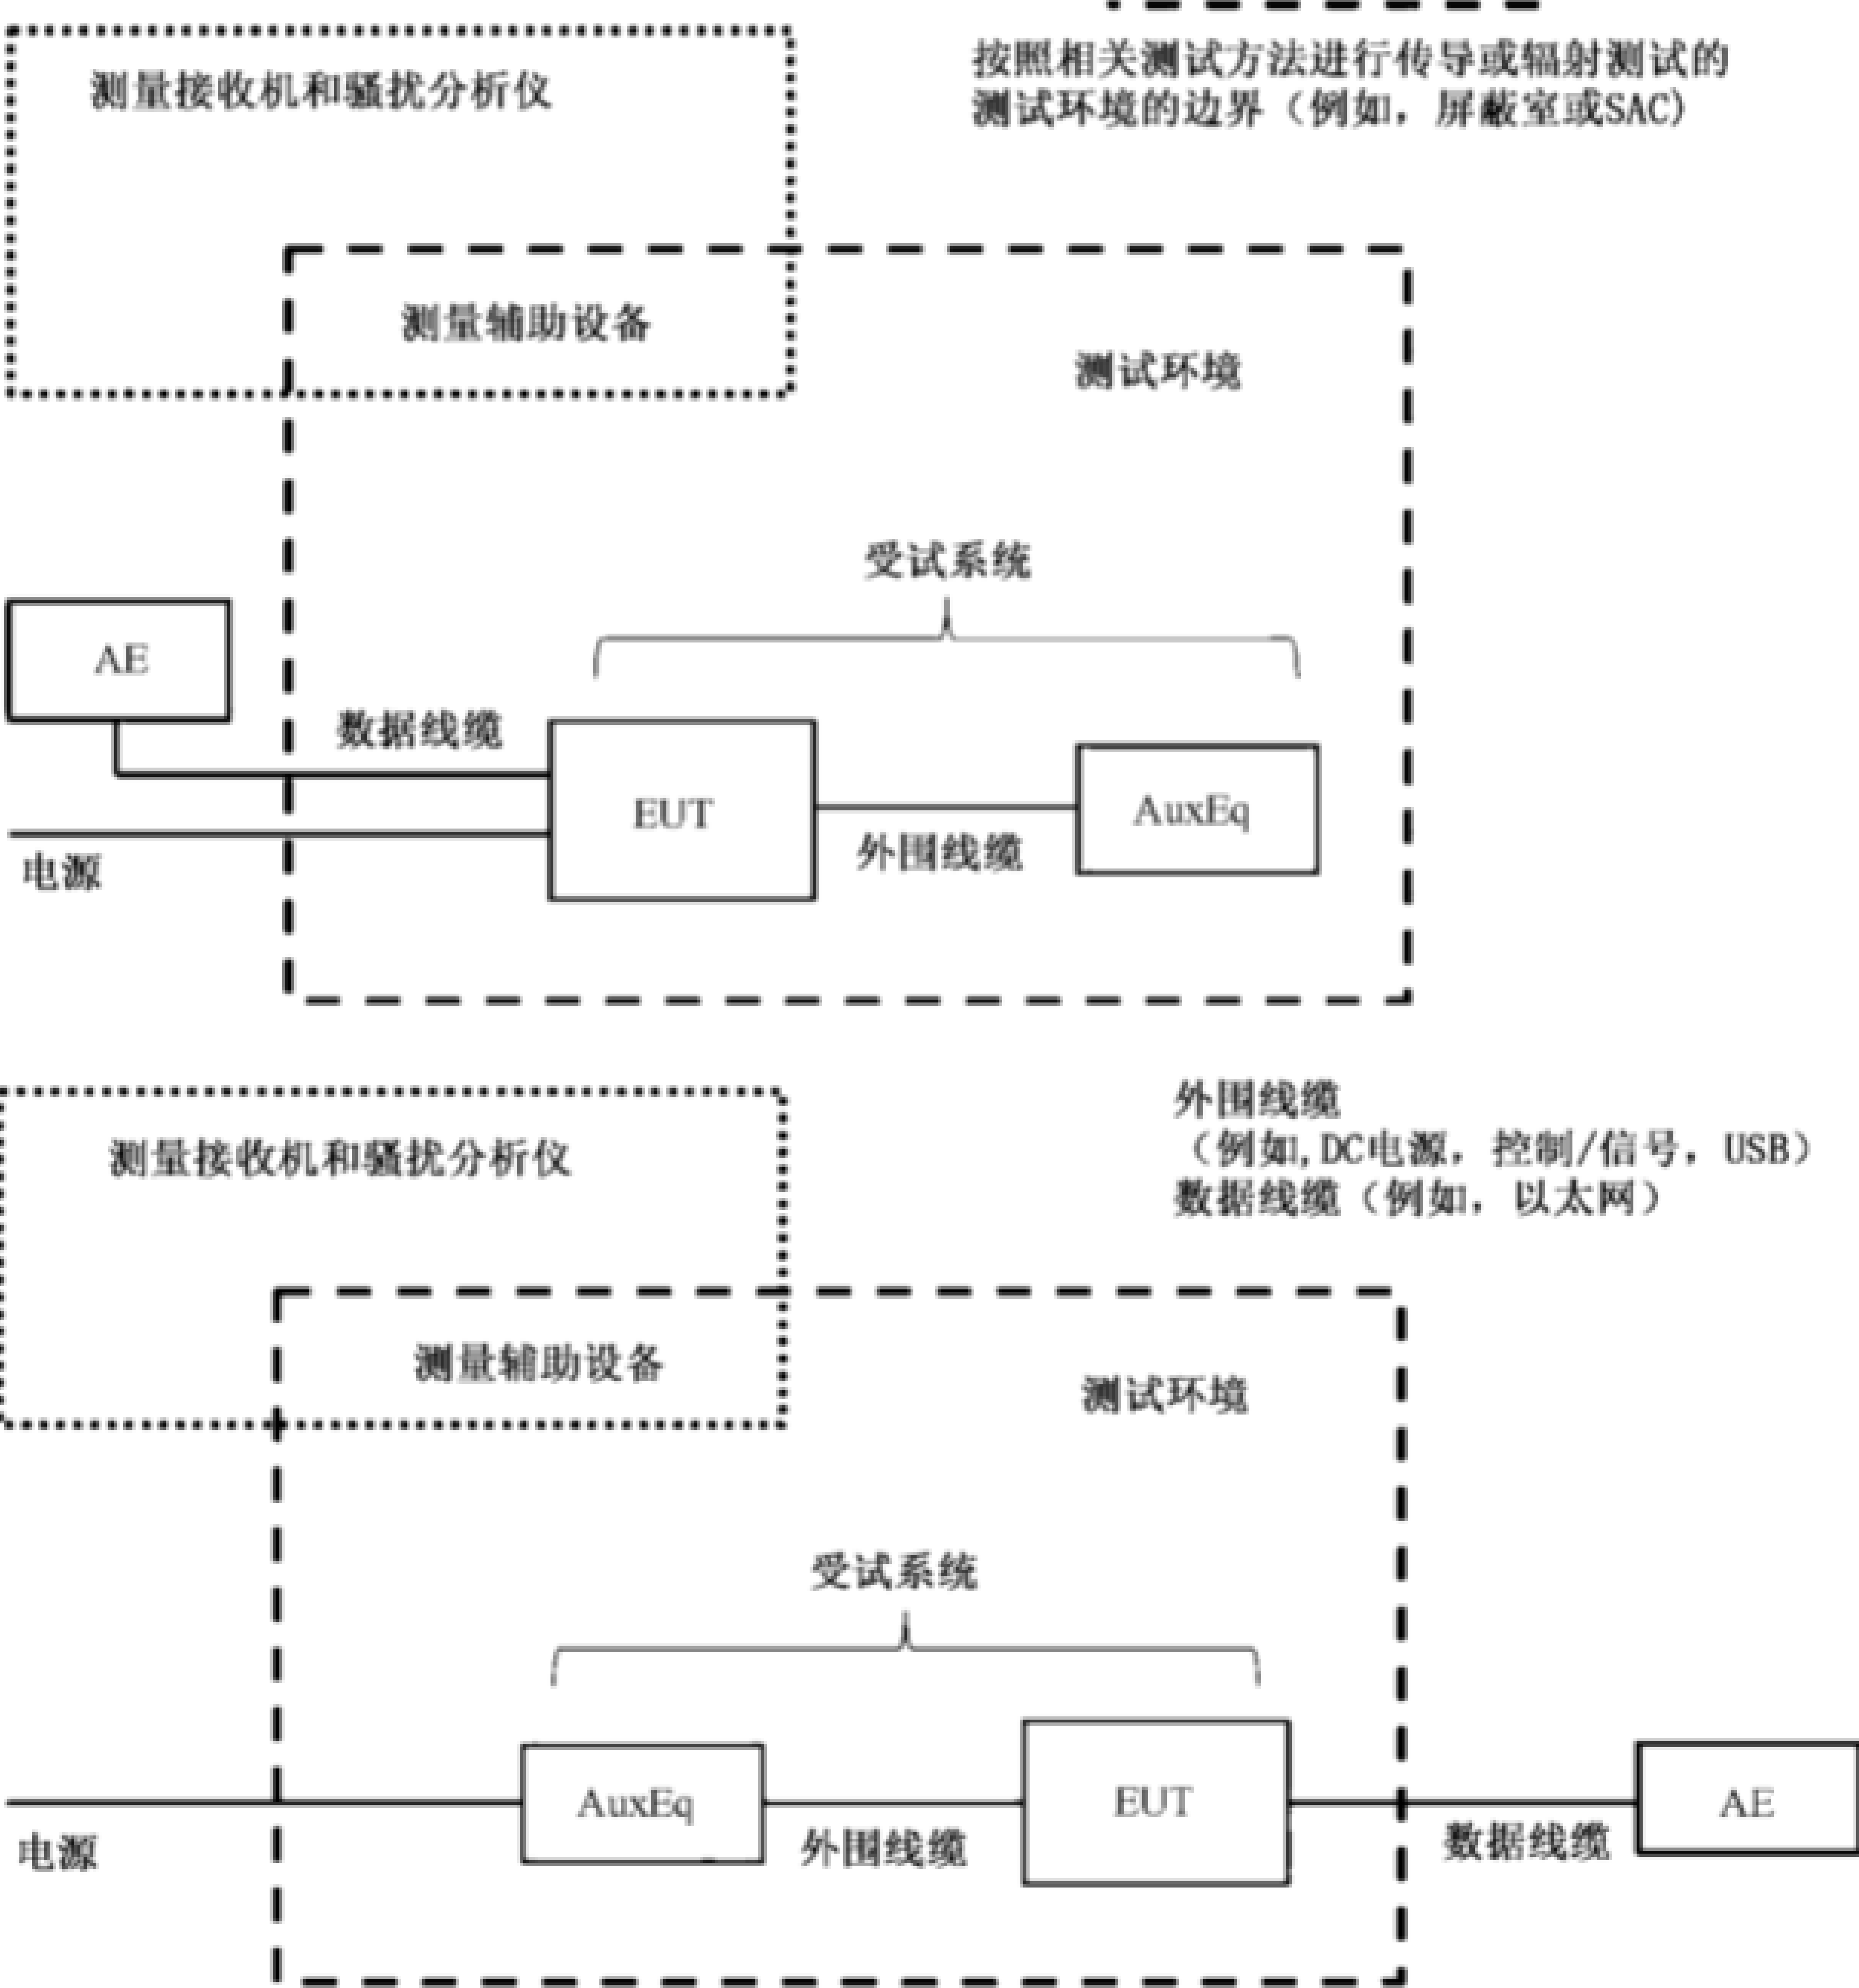 测量接收机和骚扰分析仪
按照相关测试方法进行传导或辐射测试的
测试环境的边界（例如，屏蔽室或SAC)
测量辅助设备
测试环境
受试系统
AE
数据线缆
EUT
AuxEq
外围线缆
电源
外围线缆
（例如,DC电源，控制/信号，USB）
数据线缆（例如，以太网）
测量接收机和骚扰分析仪
测量辅助设备
测试环境
受试系统
AuxEq
EUT
AE
外围线缆
数据线缆
电源